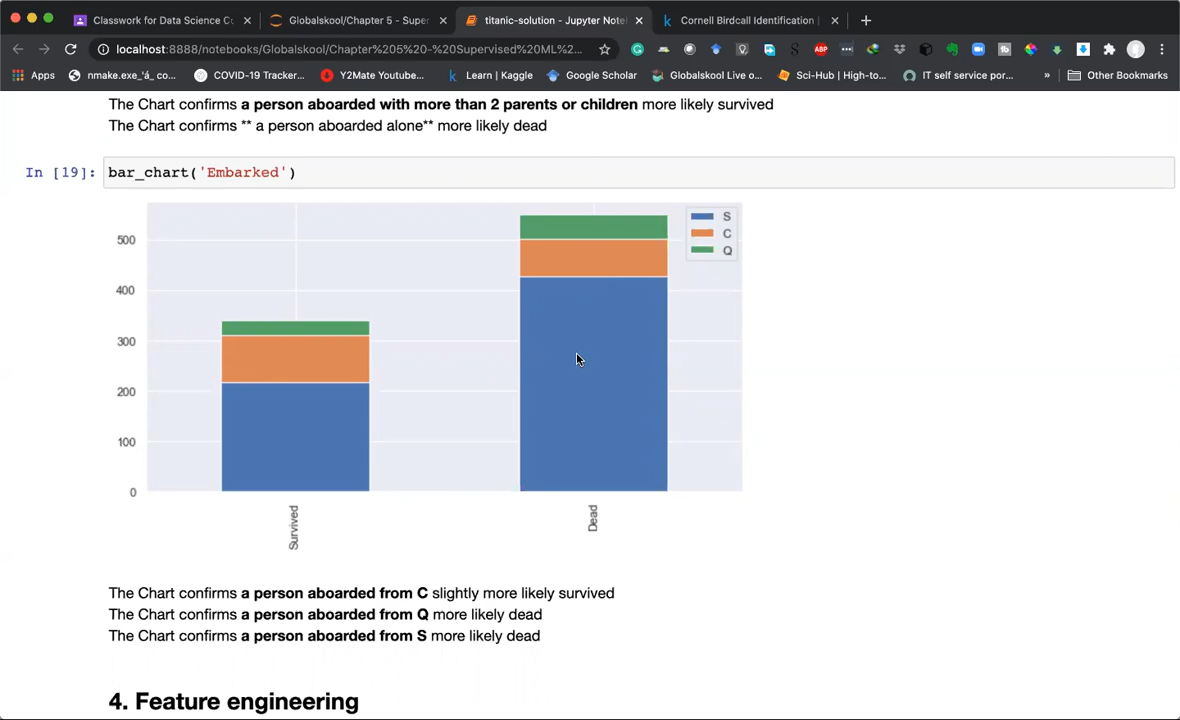 Classwork for Data Science Cu
Globalskool/Chapter 5 - Super
titanic-solution - Jupyter Note
Cornell Birdcall Identification |
localhost:8888/notebooks/Globalskool/Chapter%205%20-%20Supervised%20ML%2...
ABP
Apps
nmake.exe_'á_co...
COVID-19 Tracker...
Y2Mate Youtube...
Learn | Kaggle
Google Scholar
Globalskool Live o...
Sci-Hub | High-to...
IT self service por...
»
Other Bookmarks
The Chart confirms a person aboarded with more than 2 parents or children more likely survived
The Chart confirms ** a person aboarded alone** more likely dead
In [19]: bar_chart('Embarked')
S
C
Q
500
400
300
200
100
0
Survived
Dead
The Chart confirms a person aboarded from C slightly more likely survived
The Chart confirms a person aboarded from Q more likely dead
The Chart confirms a person aboarded from S more likely dead
4. Feature engineering